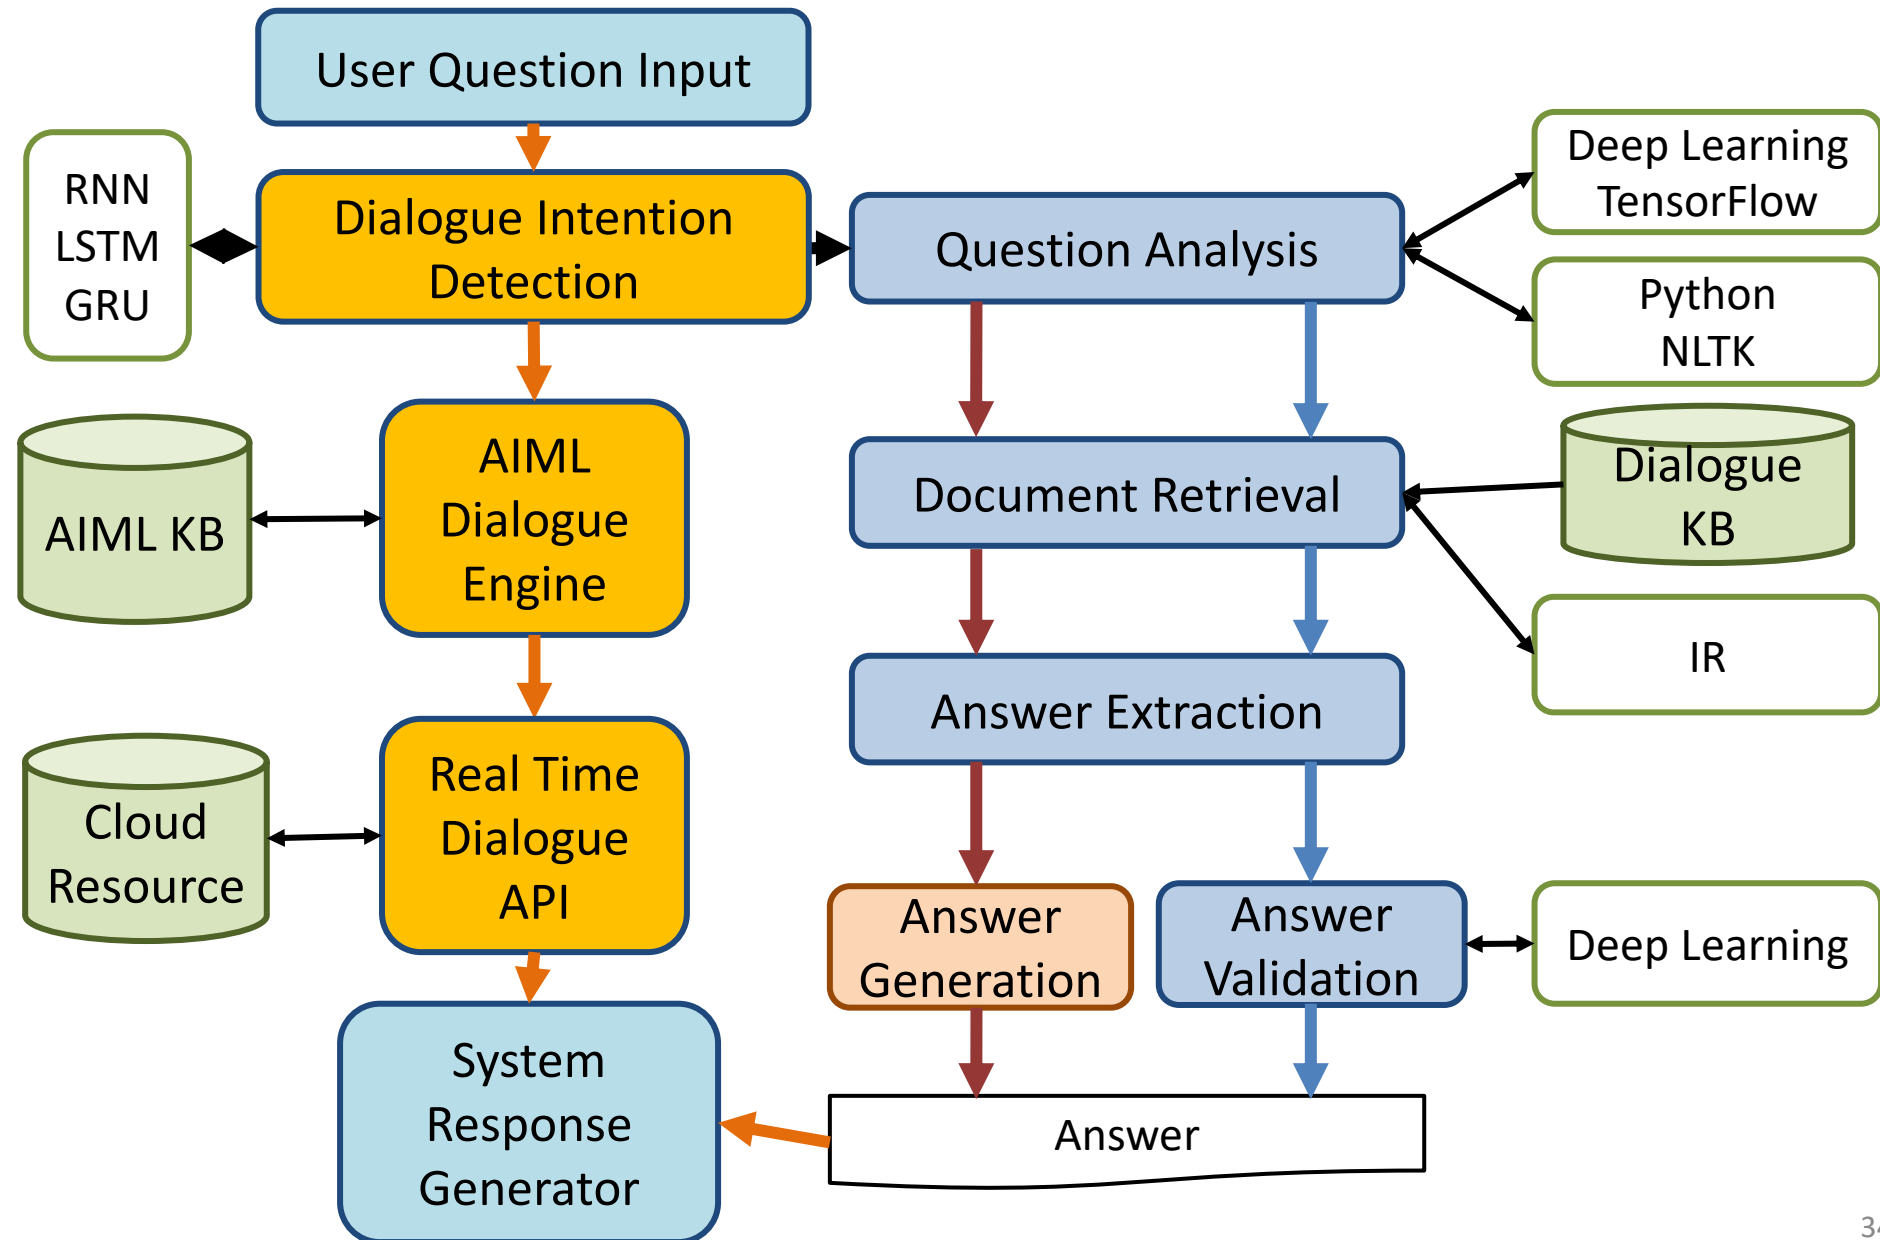 User Question Input
RNN
LSTM
GRU
Dialogue Intention
Detection
Question Analysis
Deep Learning
TensorFlow
Python
NLTK
AIML KB
AIML
Dialogue
Engine
Document Retrieval
Dialogue
KB
IR
Answer Extraction
Cloud
Resource
Real Time
Dialogue
API
Answer
Generation
Answer
Validation
Deep Learning
System
Response
Generator
Answer